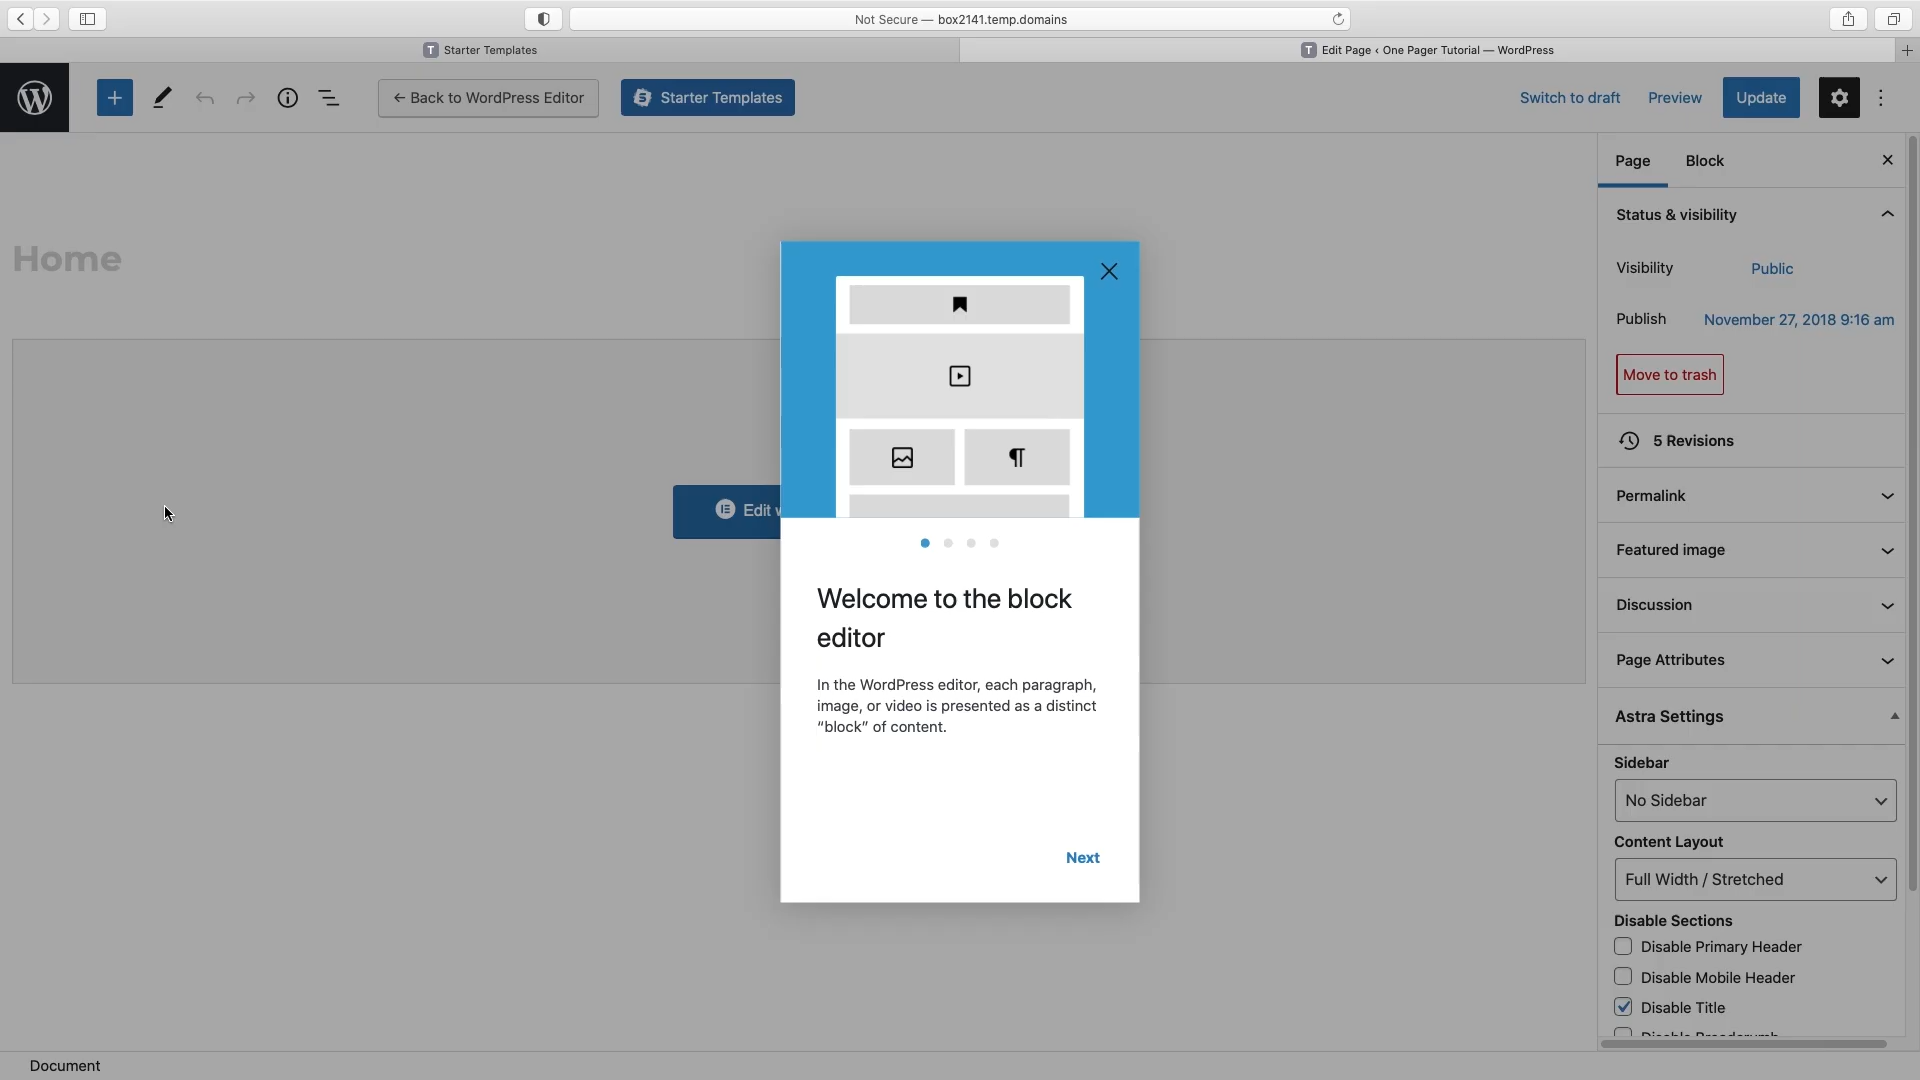 Not Secure — box2141.temp.domains
T Starter Templates
T Edit Page ‹ One Pager Tutorial — WordPress
← Back to WordPress Editor
Starter Templates
Switch to draft
Preview
Update
Page
Block
Status & visibility
Home
Visibility
Public
Publish
November 27, 2018 9:16 am
Move to trash
5 Revisions
Permalink
Edit
Featured image
Welcome to the block
editor
Discussion
Page Attributes
In the WordPress editor, each paragraph,
image, or video is presented as a distinct
“block” of content.
Astra Settings
Sidebar
No Sidebar
Content Layout
Next
Full Width / Stretched
Disable Sections
Disable Primary Header
Disable Mobile Header
Disable Title
Document